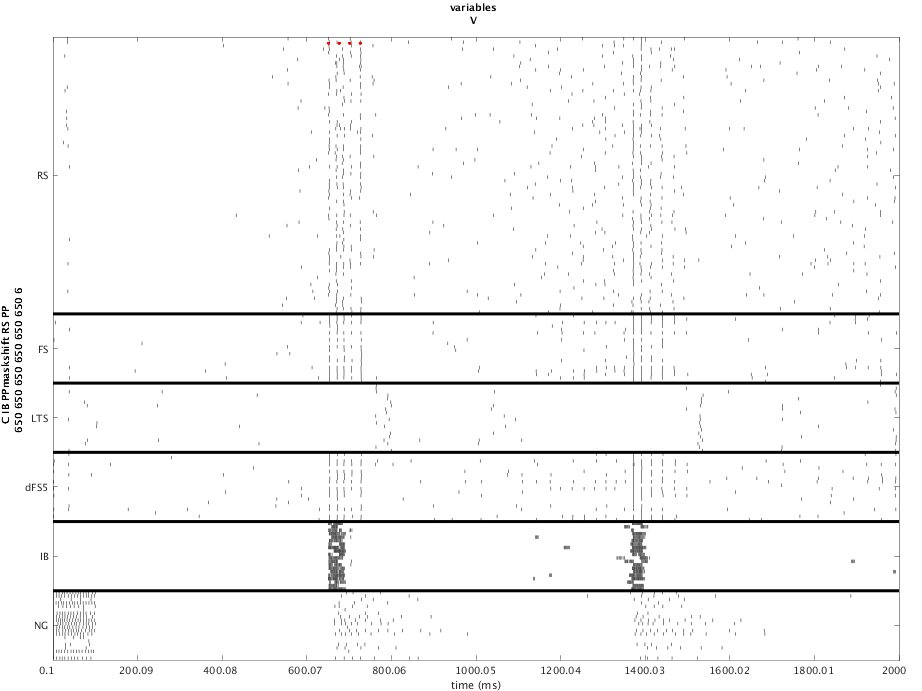 variables
V
RS
FS
LTS
dFS5
IB
NG
C IB PPmaskshift RS PP
650 650 650 650 650 650 6
0.1 200.09 400.08 600.07 800.06 1000.05 1200.04 1400.03 1600.02 1800.01 2000
time (ms)